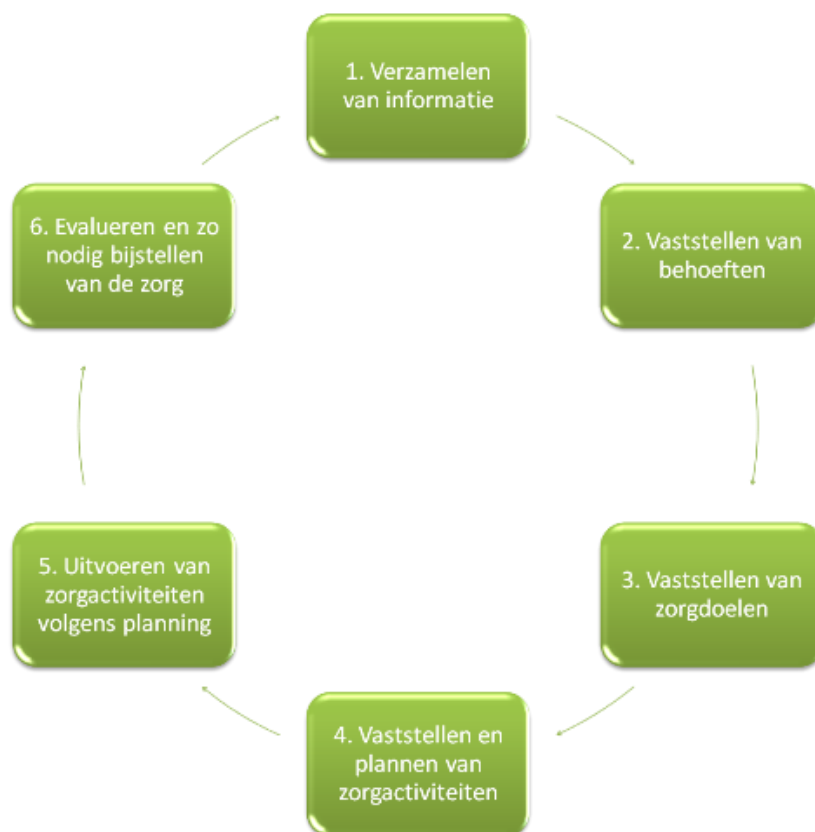 1. Verzamelen
van informatie
2. Vaststellen van
behoeften
3. Vaststellen van
zorgdoelen
4. Vaststellen en
plannen van
zorgactiviteiten
5. Uitvoeren van
zorgactiviteiten
volgens planning
6. Evalueren en zo
nodig bijstellen
van de zorg